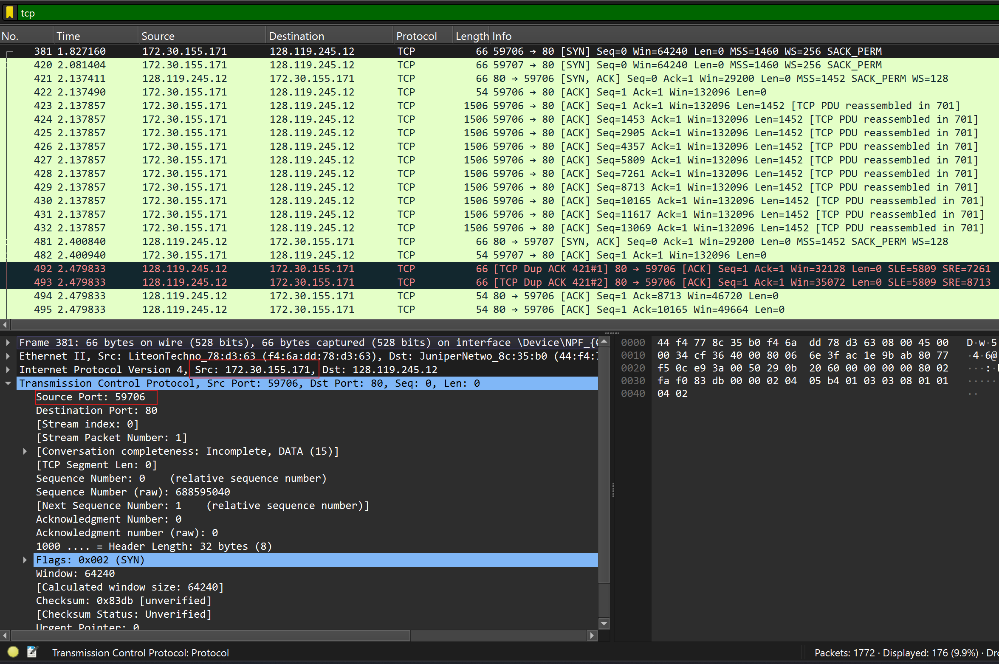 tcp
No. Time Source Destination Protocol Length Info
381 1.827160 172.30.155.171 128.119.245.12 TCP 66 59706 → 80 [SYN] Seq=0 Win=64240 Len=0 MSS=1460 WS=256 SACK_PERM
420 2.081404 172.30.155.171 128.119.245.12 TCP 66 59707 → 80 [SYN] Seq=0 Win=64240 Len=0 MSS=1460 WS=256 SACK_PERM
421 2.137411 128.119.245.12 172.30.155.171 TCP 66 80 → 59706 [SYN, ACK] Seq=0 Ack=1 Win=29200 Len=0 MSS=1452 SACK_PERM WS=128
422 2.137490 172.30.155.171 128.119.245.12 TCP 54 59706 → 80 [ACK] Seq=1 Ack=1 Win=132096 Len=0
423 2.137857 172.30.155.171 128.119.245.12 TCP 1506 59706 → 80 [ACK] Seq=1 Ack=1 Win=132096 Len=1452 [TCP PDU reassembled in 701]
424 2.137857 172.30.155.171 128.119.245.12 TCP 1506 59706 → 80 [ACK] Seq=1453 Ack=1 Win=132096 Len=1452 [TCP PDU reassembled in 701]
425 2.137857 172.30.155.171 128.119.245.12 TCP 1506 59706 → 80 [ACK] Seq=2905 Ack=1 Win=132096 Len=1452 [TCP PDU reassembled in 701]
426 2.137857 172.30.155.171 128.119.245.12 TCP 1506 59706 → 80 [ACK] Seq=4357 Ack=1 Win=132096 Len=1452 [TCP PDU reassembled in 701]
427 2.137857 172.30.155.171 128.119.245.12 TCP 1506 59706 → 80 [ACK] Seq=5809 Ack=1 Win=132096 Len=1452 [TCP PDU reassembled in 701]
428 2.137857 172.30.155.171 128.119.245.12 TCP 1506 59706 → 80 [ACK] Seq=7261 Ack=1 Win=132096 Len=1452 [TCP PDU reassembled in 701]
429 2.137857 172.30.155.171 128.119.245.12 TCP 1506 59706 → 80 [ACK] Seq=8713 Ack=1 Win=132096 Len=1452 [TCP PDU reassembled in 701]
430 2.137857 172.30.155.171 128.119.245.12 TCP 1506 59706 → 80 [ACK] Seq=10165 Ack=1 Win=132096 Len=1452 [TCP PDU reassembled in 701]
431 2.137857 172.30.155.171 128.119.245.12 TCP 1506 59706 → 80 [ACK] Seq=11617 Ack=1 Win=132096 Len=1452 [TCP PDU reassembled in 701]
432 2.137857 172.30.155.171 128.119.245.12 TCP 1506 59706 → 80 [ACK] Seq=13069 Ack=1 Win=132096 Len=1452 [TCP PDU reassembled in 701]
481 2.400840 128.119.245.12 172.30.155.171 TCP 66 80 → 59707 [SYN, ACK] Seq=0 Ack=1 Win=29200 Len=0 MSS=1452 SACK_PERM WS=128
482 2.400940 172.30.155.171 128.119.245.12 TCP 54 59707 → 80 [ACK] Seq=1 Ack=1 Win=132096 Len=0
492 2.479833 128.119.245.12 172.30.155.171 TCP 66 [TCP Dup ACK 421#1] 80 → 59706 [ACK] Seq=1 Ack=1 Win=32128 Len=0 SLE=5809 SRE=7261
493 2.479833 128.119.245.12 172.30.155.171 TCP 66 [TCP Dup ACK 421#2] 80 → 59706 [ACK] Seq=1 Ack=1 Win=35072 Len=0 SLE=5809 SRE=8713
494 2.479833 128.119.245.12 172.30.155.171 TCP 54 80 → 59706 [ACK] Seq=1 Ack=8713 Win=46720 Len=0
495 2.479833 128.119.245.12 172.30.155.171 TCP 54 80 → 59706 [ACK] Seq=1 Ack=10165 Win=49664 Len=0
Frame 381: 66 bytes on wire (528 bits), 66 bytes captured (528 bits) on interface \Device\NPF_{
Ethernet II, Src: LiteonTechno_78:d3:63 (f4:6a:dd:78:d3:63), Dst: JuniperNetwo_8c:35:b0 (44:f4:7
Internet Protocol Version 4, Src: 172.30.155.171, Dst: 128.119.245.12
Transmission Control Protocol, Src Port: 59706, Dst Port: 80, Seq: 0, Len: 0
Source Port: 59706
Destination Port: 80
[Stream index: 0]
[Stream Packet Number: 1]
[Conversation completeness: Incomplete, DATA (15)]
[TCP Segment Len: 0]
Sequence Number: 0 (relative sequence number)
Sequence Number (raw): 688595040
[Next Sequence Number: 1 (relative sequence number)]
Acknowledgment Number: 0
Acknowledgment number (raw): 0
1000 .... = Header Length: 32 bytes (8)
Flags: 0x002 (SYN)
Window: 64240
[Calculated window size: 64240]
Checksum: 0x83db [unverified]
[Checksum Status: Unverified]
Urgent Pointer: 0
0000 44 f4 77 8c 35 b0 f4 6a dd 78 d3 63 08 00 45 00 D·w·5
0010 00 34 cf 36 40 00 80 06 6e 3f ac 1e 9b ab 80 77 ·4·6@
0020 f5 0c e9 3a 00 50 29 0b 20 60 00 00 00 00 80 02 ···:
0030 fa f0 83 db 00 00 02 04 05 b4 01 03 03 08 01 01 ·····
0040 04 02 ··
Transmission Control Protocol: Protocol
Packets: 1772 · Displayed: 176 (9.9%) ·